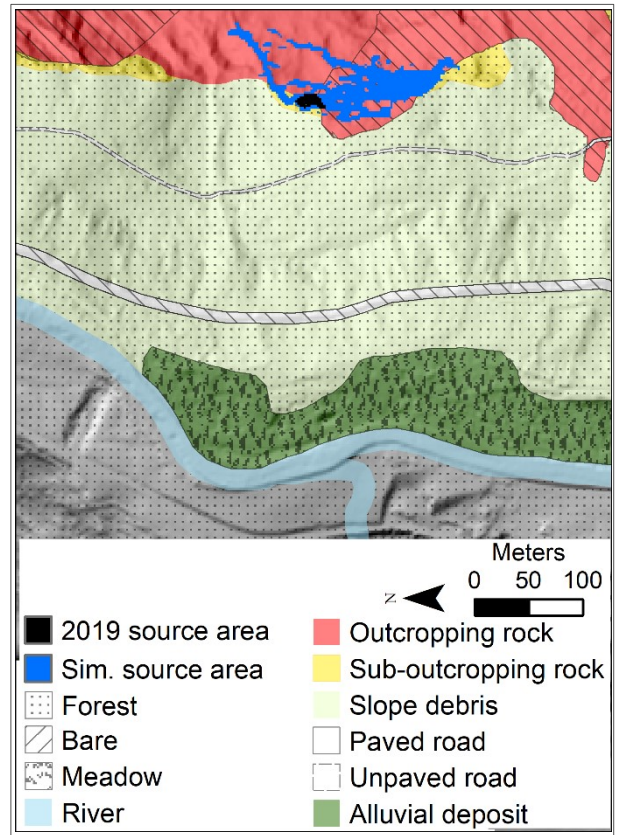 Meters
0 50 100
N
2019 source area
Sim. source area
Forest
Bare
Meadow
River
Outcropping rock
Sub-outcropping rock
Slope debris
Paved road
Unpaved road
Alluvial deposit